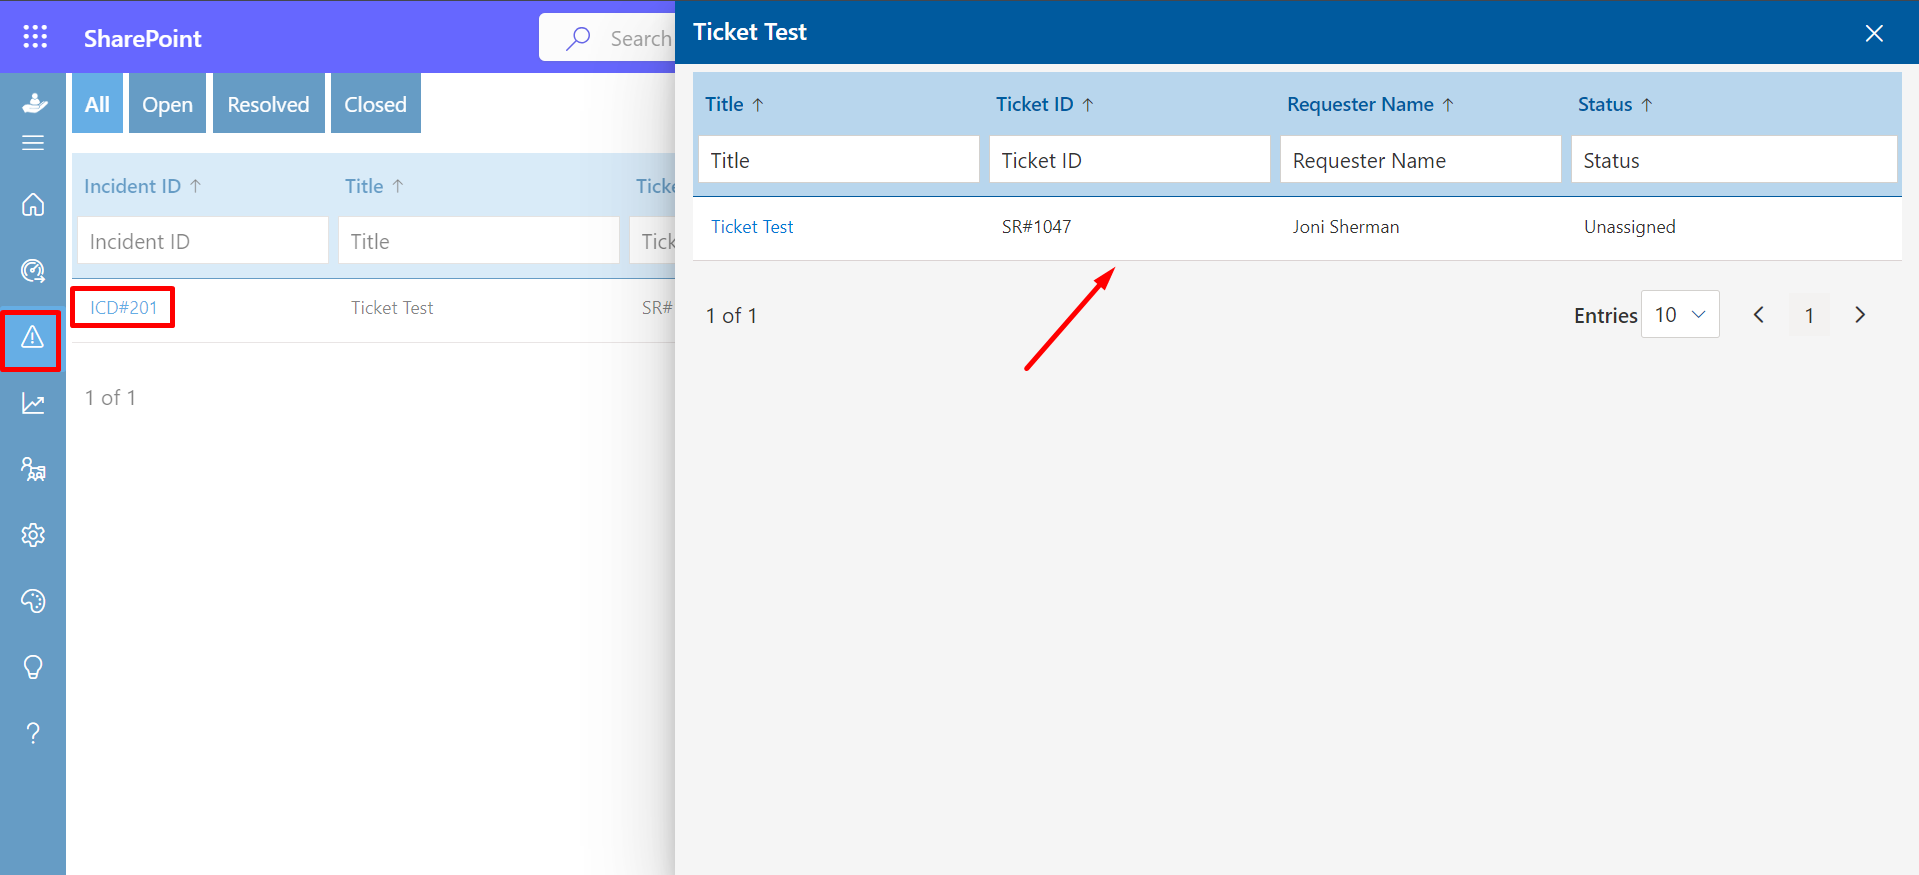 SharePoint
Search
All
Open
Resolved
Closed
Incident ID ↑
Title ↑
Incident ID
Title
ICD#201
Ticket Test
SR#
1 of 1
?
Ticket Test
Title ↑
Ticket ID ↑
Requester Name ↑
Status ↑
Title
Ticket ID
Requester Name
Status
Ticket Test
SR#1047
Joni Sherman
Unassigned
1 of 1
Entries
10
1